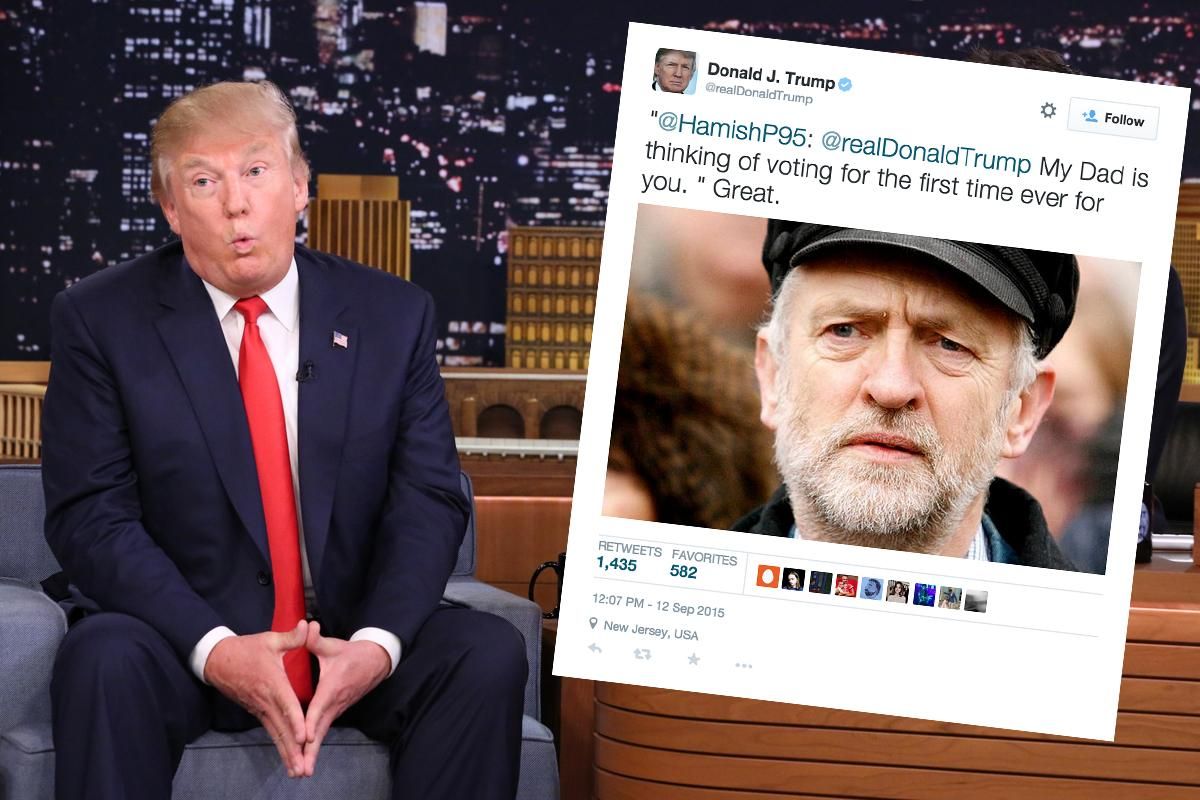 Donald J. Trump
@realDonaldTrump
Follow
"@HamishP95: @realDonaldTrump My Dad is
thinking of voting for the first time ever for
you. " Great.
RETWEETS FAVORITES
1,435 582
12:07 PM - 12 Sep 2015
New Jersey, USA